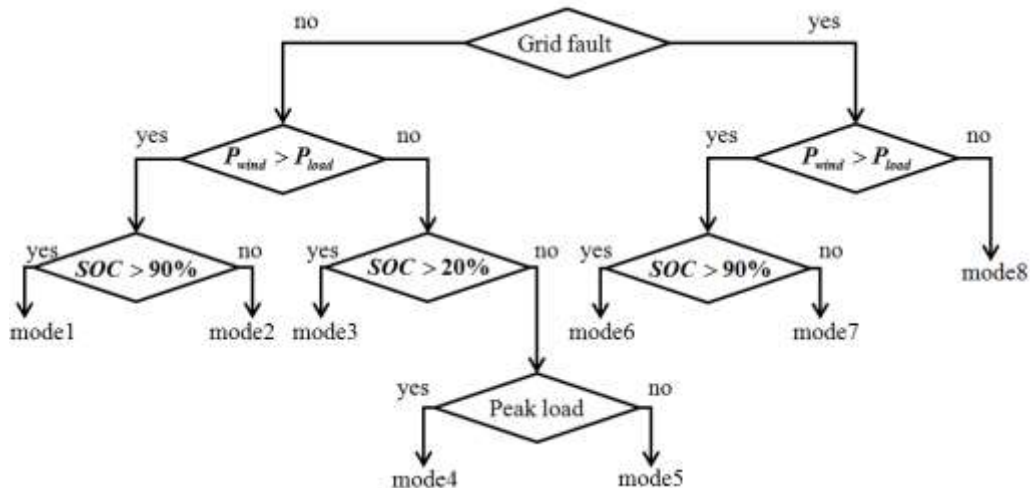 no
Grid fault
yes
yes
P_wind > P_load
no
yes
P_wind > P_load
no
yes
SOC > 90%
no
yes
SOC > 20%
no
yes
SOC > 90%
no
mode8
mode1
mode2
mode3
mode6
mode7
yes
Peak load
no
mode4
mode5